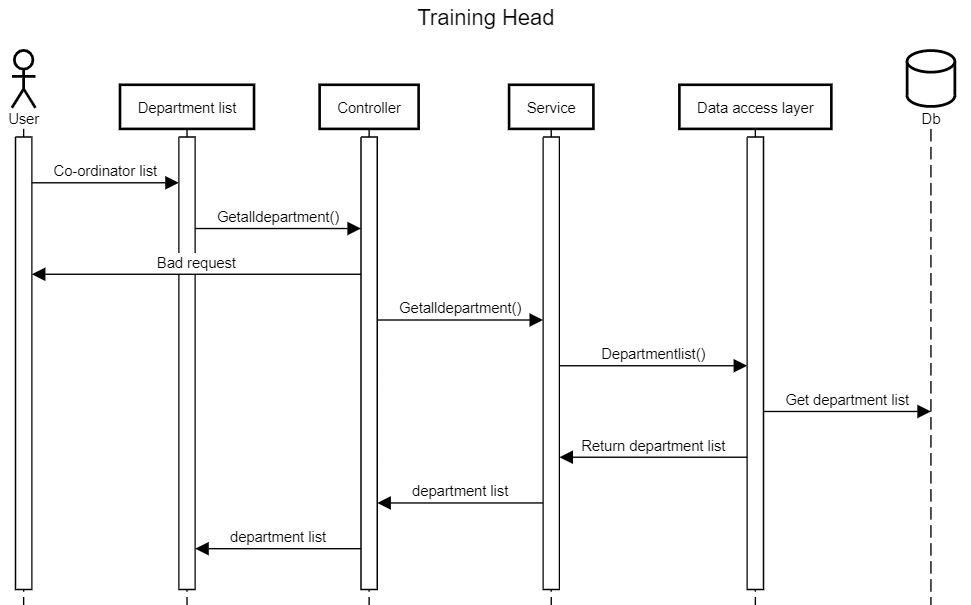 Training Head
User
Department list
Controller
Service
Data access layer
Db
Co-ordinator list
Getalldepartment()
Bad request
Getalldepartment()
Departmentlist()
Get department list
Return department list
department list
department list